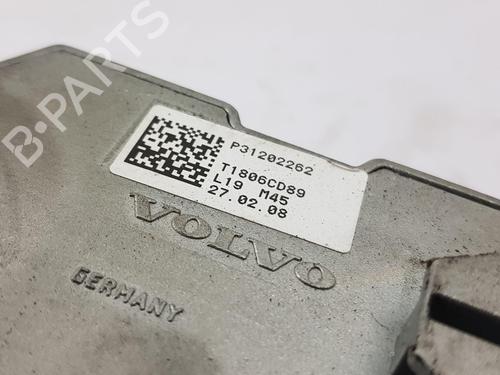 B-PARTS
P31202262
T1806CD89
L19 M45
27.02.08
VOLVO
GERMANY